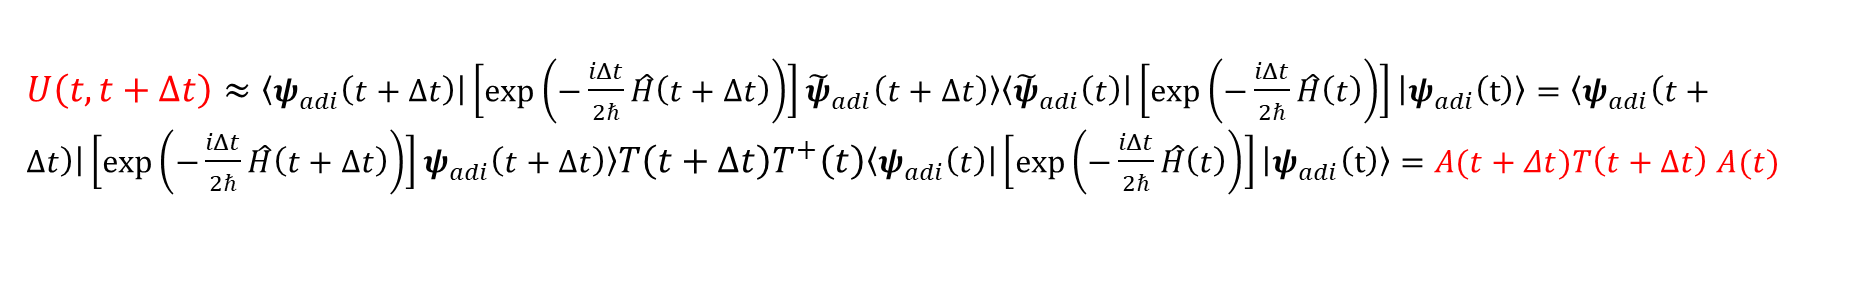 U(t, t + Δt) ≈ ⟨𝝍_adi(t + Δt)| [exp (− iΔt/2ħ Ĥ(t + Δt))] 𝝍̃_adi(t + Δt)⟩⟨𝝍̃_adi(t)| [exp (− iΔt/2ħ Ĥ(t))] |𝝍_adi(t)⟩ = ⟨𝝍_adi(t +
Δt)| [exp (− iΔt/2ħ Ĥ(t + Δt))] 𝝍_adi(t + Δt)⟩T(t + Δt)T⁺(t)⟨𝝍_adi(t)| [exp (− iΔt/2ħ Ĥ(t))] |𝝍_adi(t)⟩ = A(t + Δt)T(t + Δt) A(t)